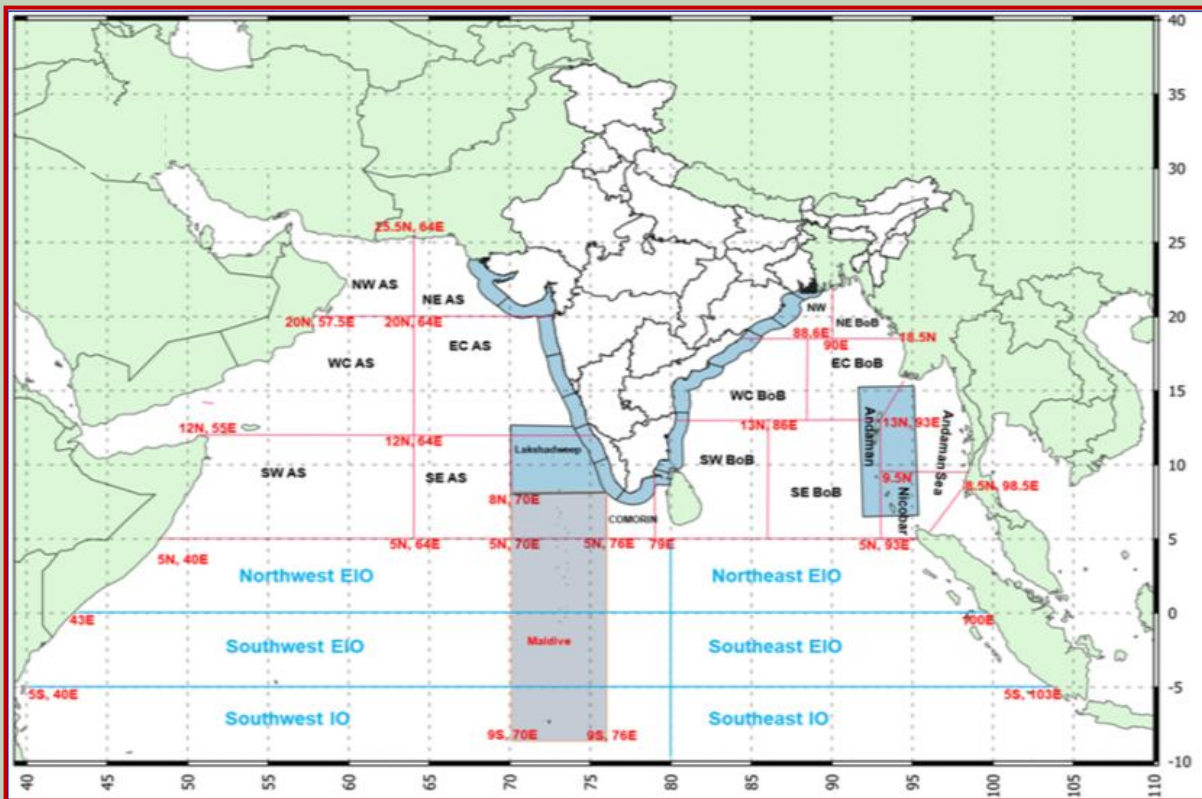 40
35
30
25.5N, 64E
25
NW AS
NE AS
NW
NE BoB
20N, 57.5E
20N, 64E
20
88.6E
18.5N
90E
EC AS
WC AS
EC BoB
15
WC BoB
Andaman
Andaman Sea
12N, 55E
12N, 64E
13N, 86E
13N, 93E
Lakshadweep
SW AS
SE AS
SW BoB
10
9.5N
8.5N, 98.5E
SE BoB
Nicobar
8N, 70E
COMORIN
5
5N, 40E
5N, 64E
5N, 70E
5N, 76E
79E
5N, 93E
Northwest EIO
Northeast EIO
0
43E
100E
Southwest EIO
Maldive
Southeast EIO
-5
5S, 40E
5S, 103E
Southwest IO
Southeast IO
9S, 70E
9S, 76E
-10
40 45 50 55 60 65 70 75 80 85 90 95 100 105 110